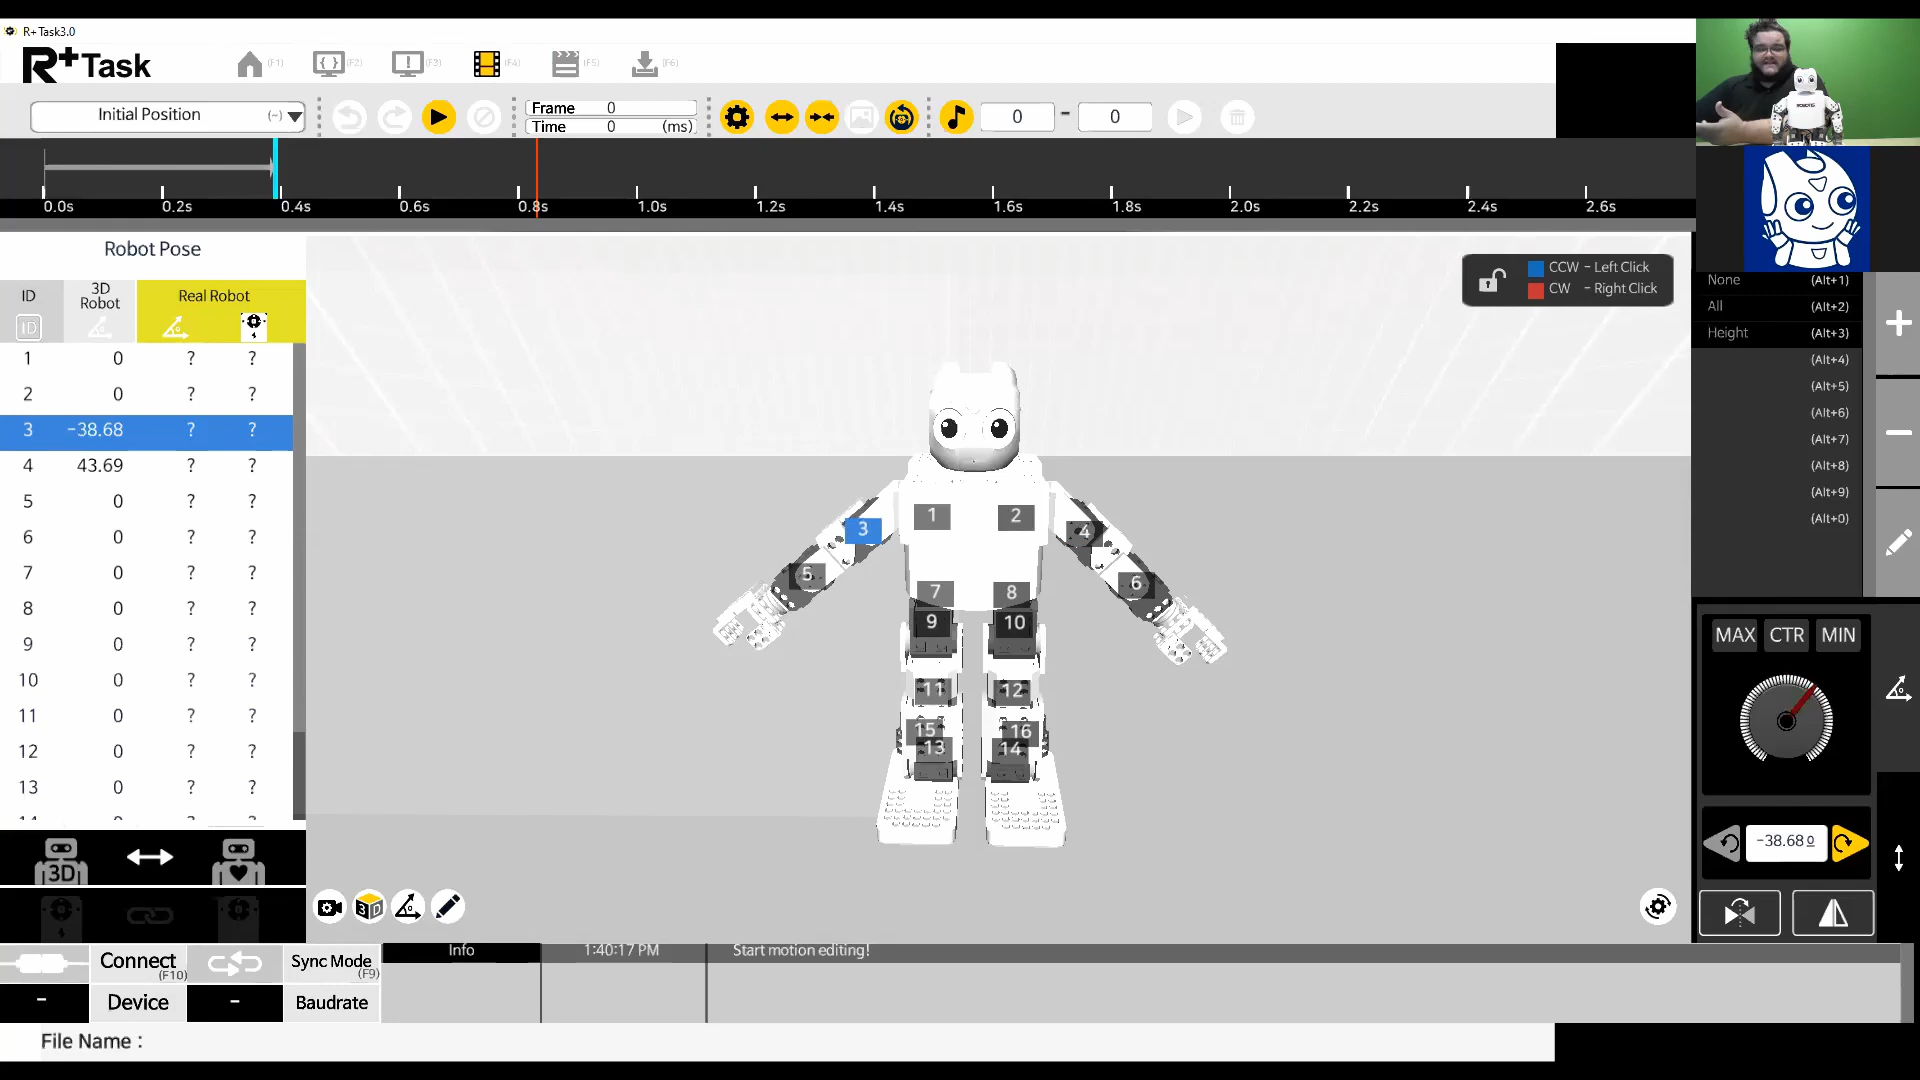 R+Task3.0
R+Task
(F1)
(F2)
(F3)
(F4)
(F5)
(F6)
Initial Position (~)
Frame 0
Time 0 (ms)
0 - 0
0.0s 0.2s 0.4s 0.6s 0.8s 1.0s 1.2s 1.4s 1.6s 1.8s 2.0s 2.2s 2.4s 2.6s
Robot Pose
ID 3D Robot Real Robot
ID
1 0 ? ?
2 0 ? ?
3 -38.68 ? ?
4 43.69 ? ?
5 0 ? ?
6 0 ? ?
7 0 ? ?
8 0 ? ?
9 0 ? ?
10 0 ? ?
11 0 ? ?
12 0 ? ?
13 0 ? ?
CCW - Left Click
CW - Right Click
1 2
3 4
5 6
7 8
9 10
11 12
15 16
13 14
None (Alt+1)
All (Alt+2)
Height (Alt+3)
(Alt+4)
(Alt+5)
(Alt+6)
(Alt+7)
(Alt+8)
(Alt+9)
(Alt+0)
MAX CTR MIN
-38.68º
3D
3D
Connect (F10)
Sync Mode (F9)
- Device - Baudrate
Info 1:40:17 PM Start motion editing!
File Name :